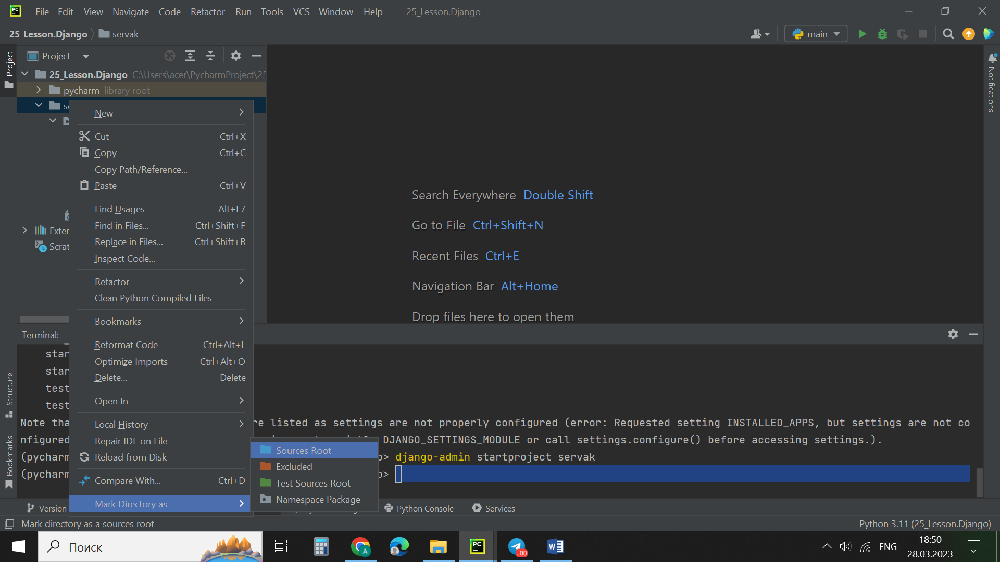 PC File Edit View Navigate Code Refactor Run Tools VCS Window Help 25_Lesson.Django
25_Lesson.Django servak main
Project
Project
25_Lesson.Django C:\Users\acer\PycharmProject\25
pycharm library root
Exter
Scrat
New
Cut Ctrl+X
Copy Ctrl+C
Copy Path/Reference...
Paste Ctrl+V
Find Usages Alt+F7
Find in Files... Ctrl+Shift+F
Replace in Files... Ctrl+Shift+R
Inspect Code...
Refactor
Clean Python Compiled Files
Bookmarks
Reformat Code Ctrl+Alt+L
Optimize Imports Ctrl+Alt+O
Delete... Delete
Open In
Local History
Repair IDE on File
Reload from Disk
Compare With... Ctrl+D
Mark Directory as
Sources Root
Excluded
Test Sources Root
Namespace Package
Search Everywhere Double Shift
Go to File Ctrl+Shift+N
Recent Files Ctrl+E
Navigation Bar Alt+Home
Drop files here to open them
Notifications
Structure
Bookmarks
Terminal:
star
star
test
test
Note tha re listed as settings are not properly configured (error: Requested setting INSTALLED_APPS, but settings are not co
nfigured DJANGO_SETTINGS_MODULE or call settings.configure() before accessing settings.).
(pycharm o> django-admin startproject servak
(pycharm o>
Version Python Console Services
Mark directory as a sources root Python 3.11 (25_Lesson.Django)
Поиск
A
PC
.00
W
ENG
18:50
28.03.2023